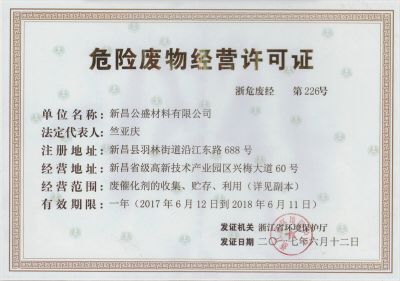 危险废物经营许可证
浙危废经 第226号
单位名称：新昌公盛材料有限公司
法定代表人：竺亚庆
注册地址：新昌县羽林街道沿江东路688号
经营地址：新昌省级高新技术产业园区兴梅大道60号
经营范围：废催化剂的收集、贮存、利用（详见副本）
有效期限：一年（2017年6月12日到2018年6月11日）
发证机关 浙江省环境保护厅
发证日期 二〇一七年六月十二日